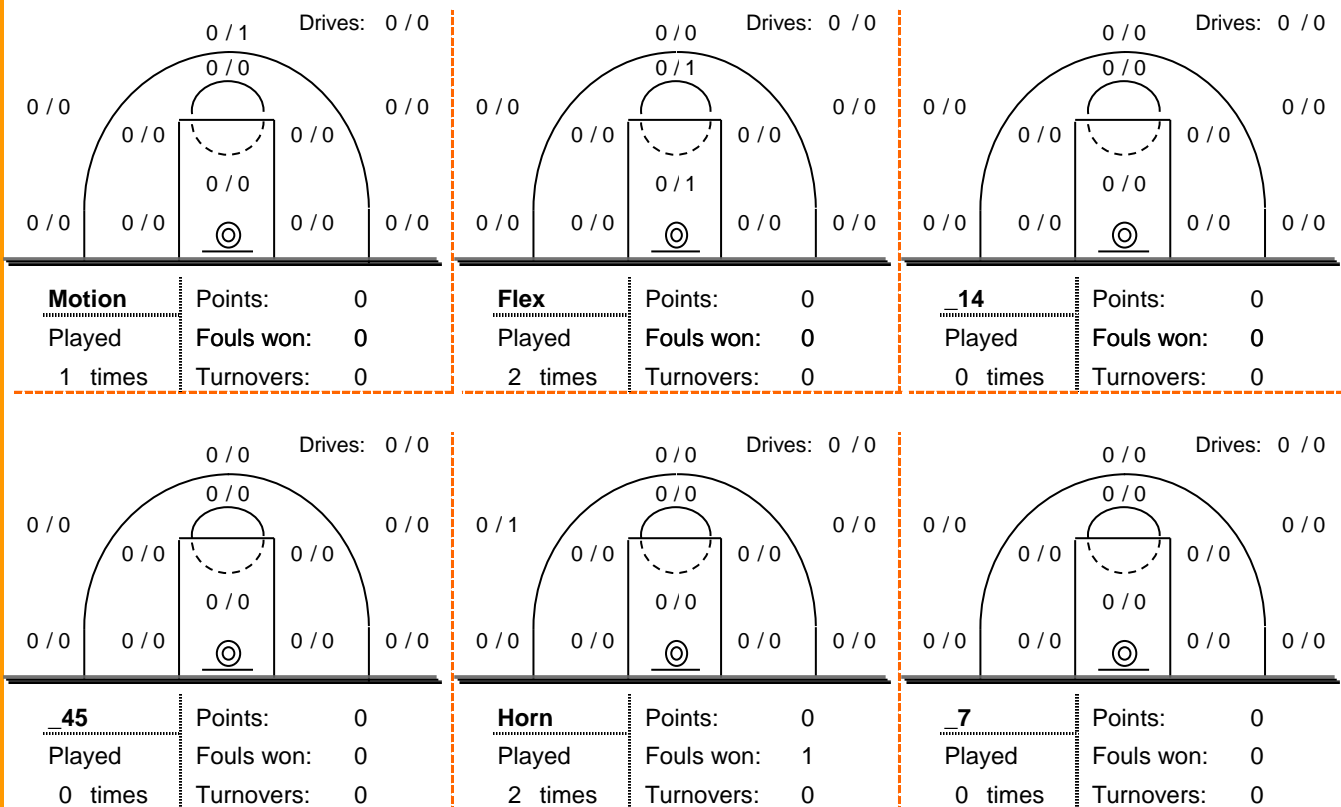 Drives: 0 / 0
0 / 1
0 / 0
0 / 0 0 / 0
0 / 0 0 / 0
0 / 0
0 / 0 0 / 0 0 / 0 0 / 0
Motion Points: 0
Played Fouls won: 0
1 times Turnovers: 0
Drives: 0 / 0
0 / 0
0 / 1
0 / 0 0 / 0
0 / 0 0 / 0
0 / 1
0 / 0 0 / 0 0 / 0 0 / 0
Flex Points: 0
Played Fouls won: 0
2 times Turnovers: 0
Drives: 0 / 0
0 / 0
0 / 0
0 / 0 0 / 0
0 / 0 0 / 0
0 / 0
0 / 0 0 / 0 0 / 0 0 / 0
_14 Points: 0
Played Fouls won: 0
0 times Turnovers: 0
Drives: 0 / 0
0 / 0
0 / 0
0 / 0 0 / 0
0 / 0 0 / 0
0 / 0
0 / 0 0 / 0 0 / 0 0 / 0
_45 Points: 0
Played Fouls won: 0
0 times Turnovers: 0
Drives: 0 / 0
0 / 0
0 / 0
0 / 1 0 / 0
0 / 0 0 / 0
0 / 0
0 / 0 0 / 0 0 / 0 0 / 0
Horn Points: 0
Played Fouls won: 1
2 times Turnovers: 0
Drives: 0 / 0
0 / 0
0 / 0
0 / 0 0 / 0
0 / 0 0 / 0
0 / 0
0 / 0 0 / 0 0 / 0 0 / 0
_7 Points: 0
Played Fouls won: 0
0 times Turnovers: 0